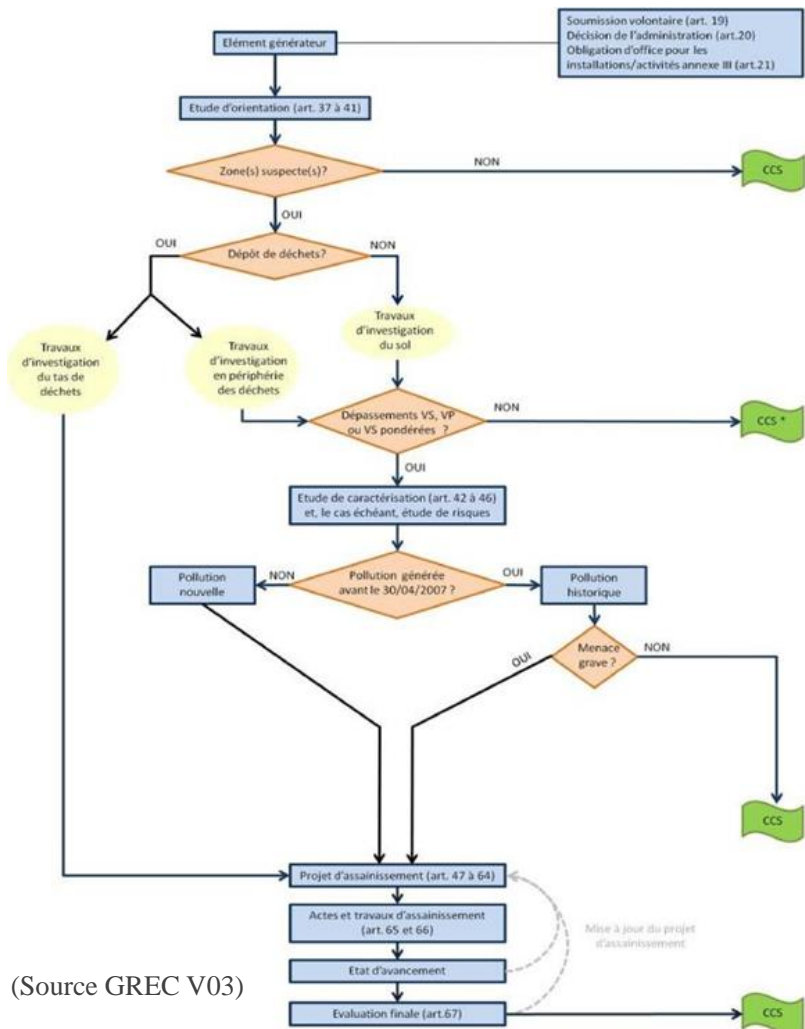 Soumission volontaire (art. 19)
Décision de l'administration (art.20)
Obligation d'office pour les
installations/activités annexe III (art.21)
Elément générateur
Etude d'orientation (art. 37 à 41)
Zone(s) suspecte(s)?
NON
CCS
OUI
OUI
Dépôt de déchets?
NON
Travaux
d'investigation
du tas de
déchets
Travaux
d'investigation
en périphérie
des déchets
Travaux
d'investigation
du sol
Dépassements VS, VP
ou VS pondérées ?
NON
CCS *
OUI
Etude de caractérisation (art. 42 à 46)
et, le cas échéant, étude de risques
Pollution
nouvelle
NON
Pollution générée
avant le 30/04/2007 ?
OUI
Pollution
historique
OUI
Menace
grave ?
NON
CCS
Projet d'assainissement (art. 47 à 64)
Actes et travaux d'assainissement
(art. 65 et 66)
Mise à jour du projet
d'assainissement
Etat d'avancement
(Source GREC V03)
Evaluation finale (art.67)
CCS